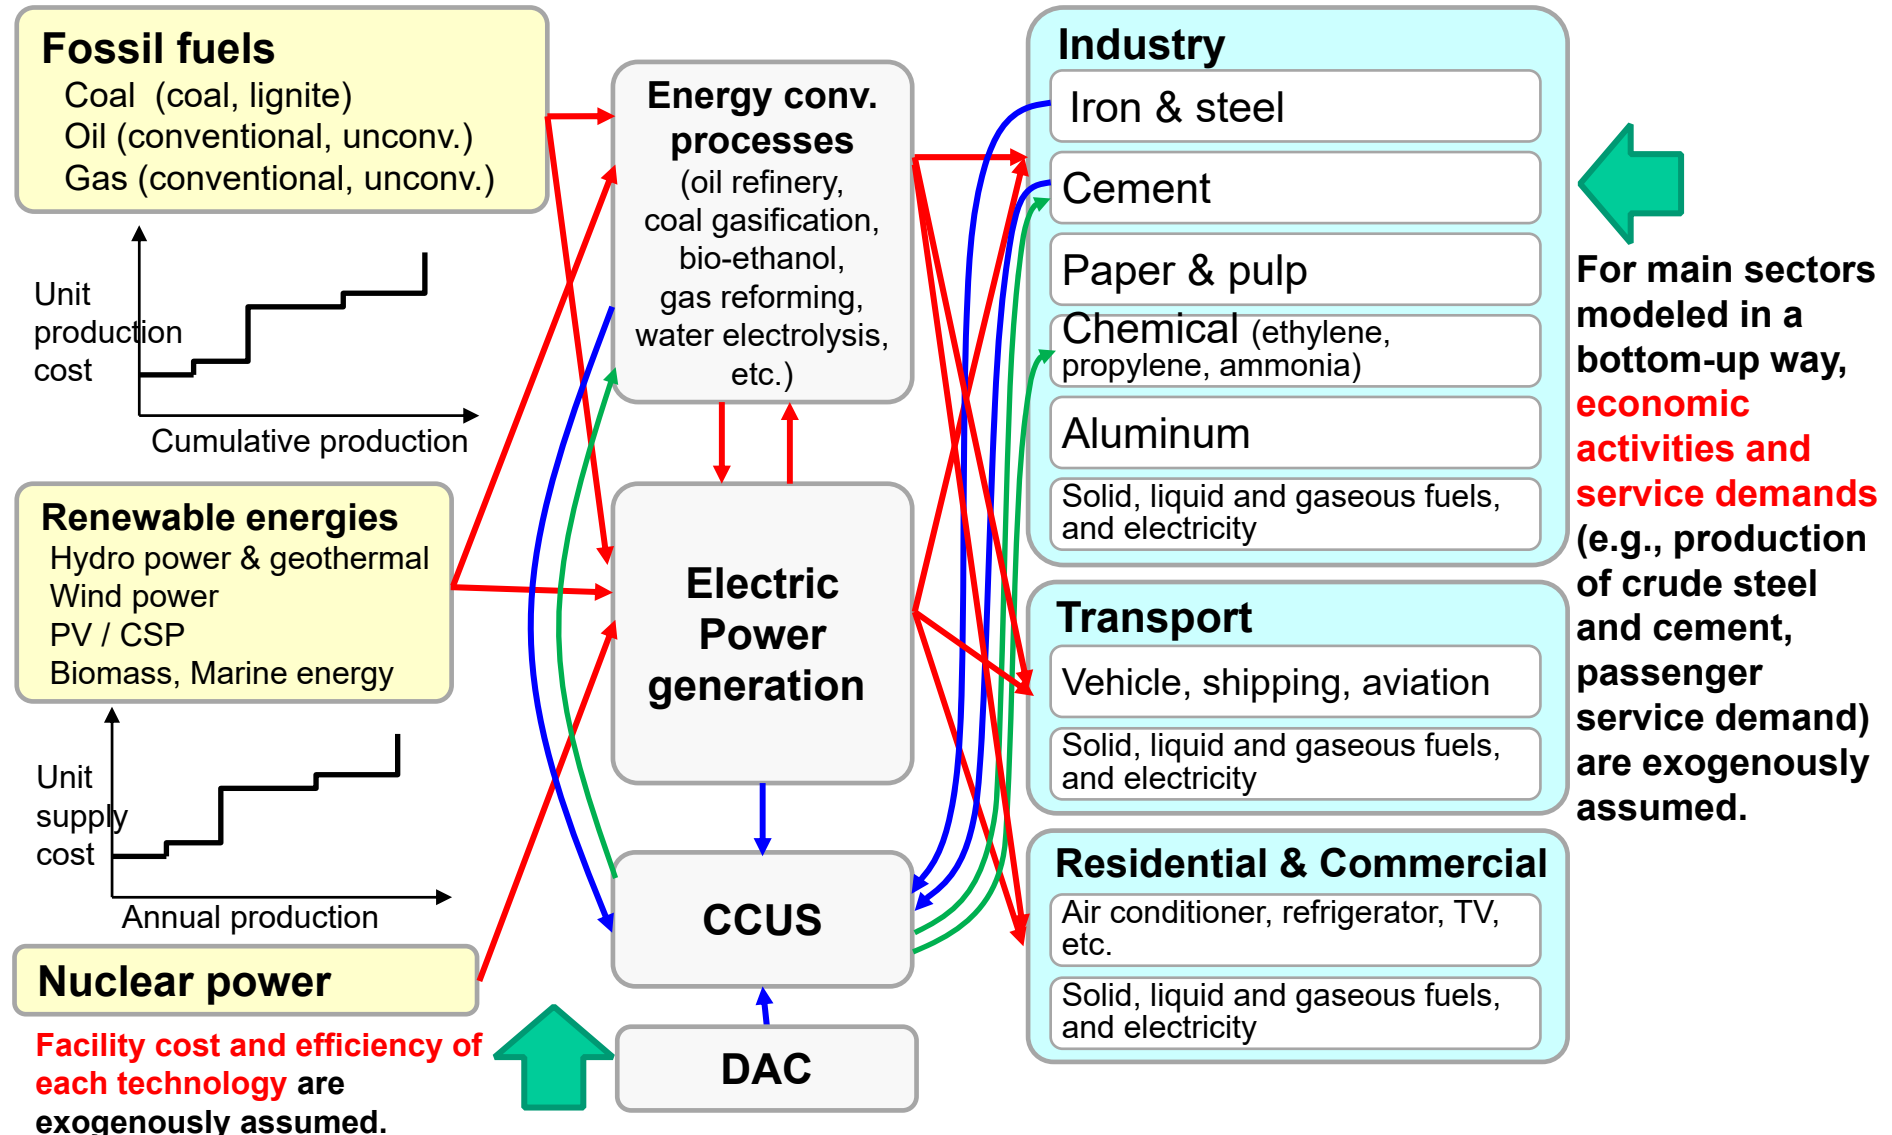 Fossil fuels
Coal (coal, lignite)
Oil (conventional, unconv.)
Gas (conventional, unconv.)
Unit
production
cost
Cumulative production
Renewable energies
Hydro power & geothermal
Wind power
PV / CSP
Biomass, Marine energy
Unit
supply
cost
Annual production
Nuclear power
Facility cost and efficiency of
each technology are
exogenously assumed.
Energy conv.
processes
(oil refinery,
coal gasification,
bio-ethanol,
gas reforming,
water electrolysis,
etc.)
Electric
Power
generation
CCUS
DAC
Industry
Iron & steel
Cement
Paper & pulp
Chemical (ethylene,
propylene, ammonia)
Aluminum
Solid, liquid and gaseous fuels,
and electricity
Transport
Vehicle, shipping, aviation
Solid, liquid and gaseous fuels,
and electricity
Residential & Commercial
Air conditioner, refrigerator, TV,
etc.
Solid, liquid and gaseous fuels,
and electricity
For main sectors
modeled in a
bottom-up way,
economic
activities and
service demands
(e.g., production
of crude steel
and cement,
passenger
service demand)
are exogenously
assumed.